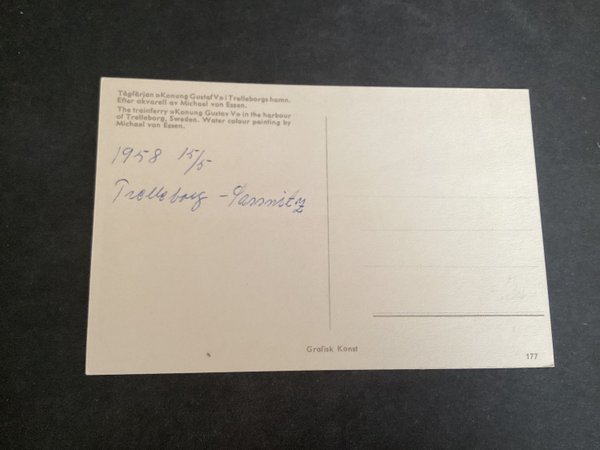 Tågfärjan »Konung Gustaf V» i Trelleborgs hamn.
Efter akvarell av Michael von Essen.
The trainferry »Konung Gustav V» in the harbour
of Trelleborg, Sweden. Water colour painting by
Michael von Essen.
1958 15/5
Trelleborg - Sassnitz
Grafisk Konst
177